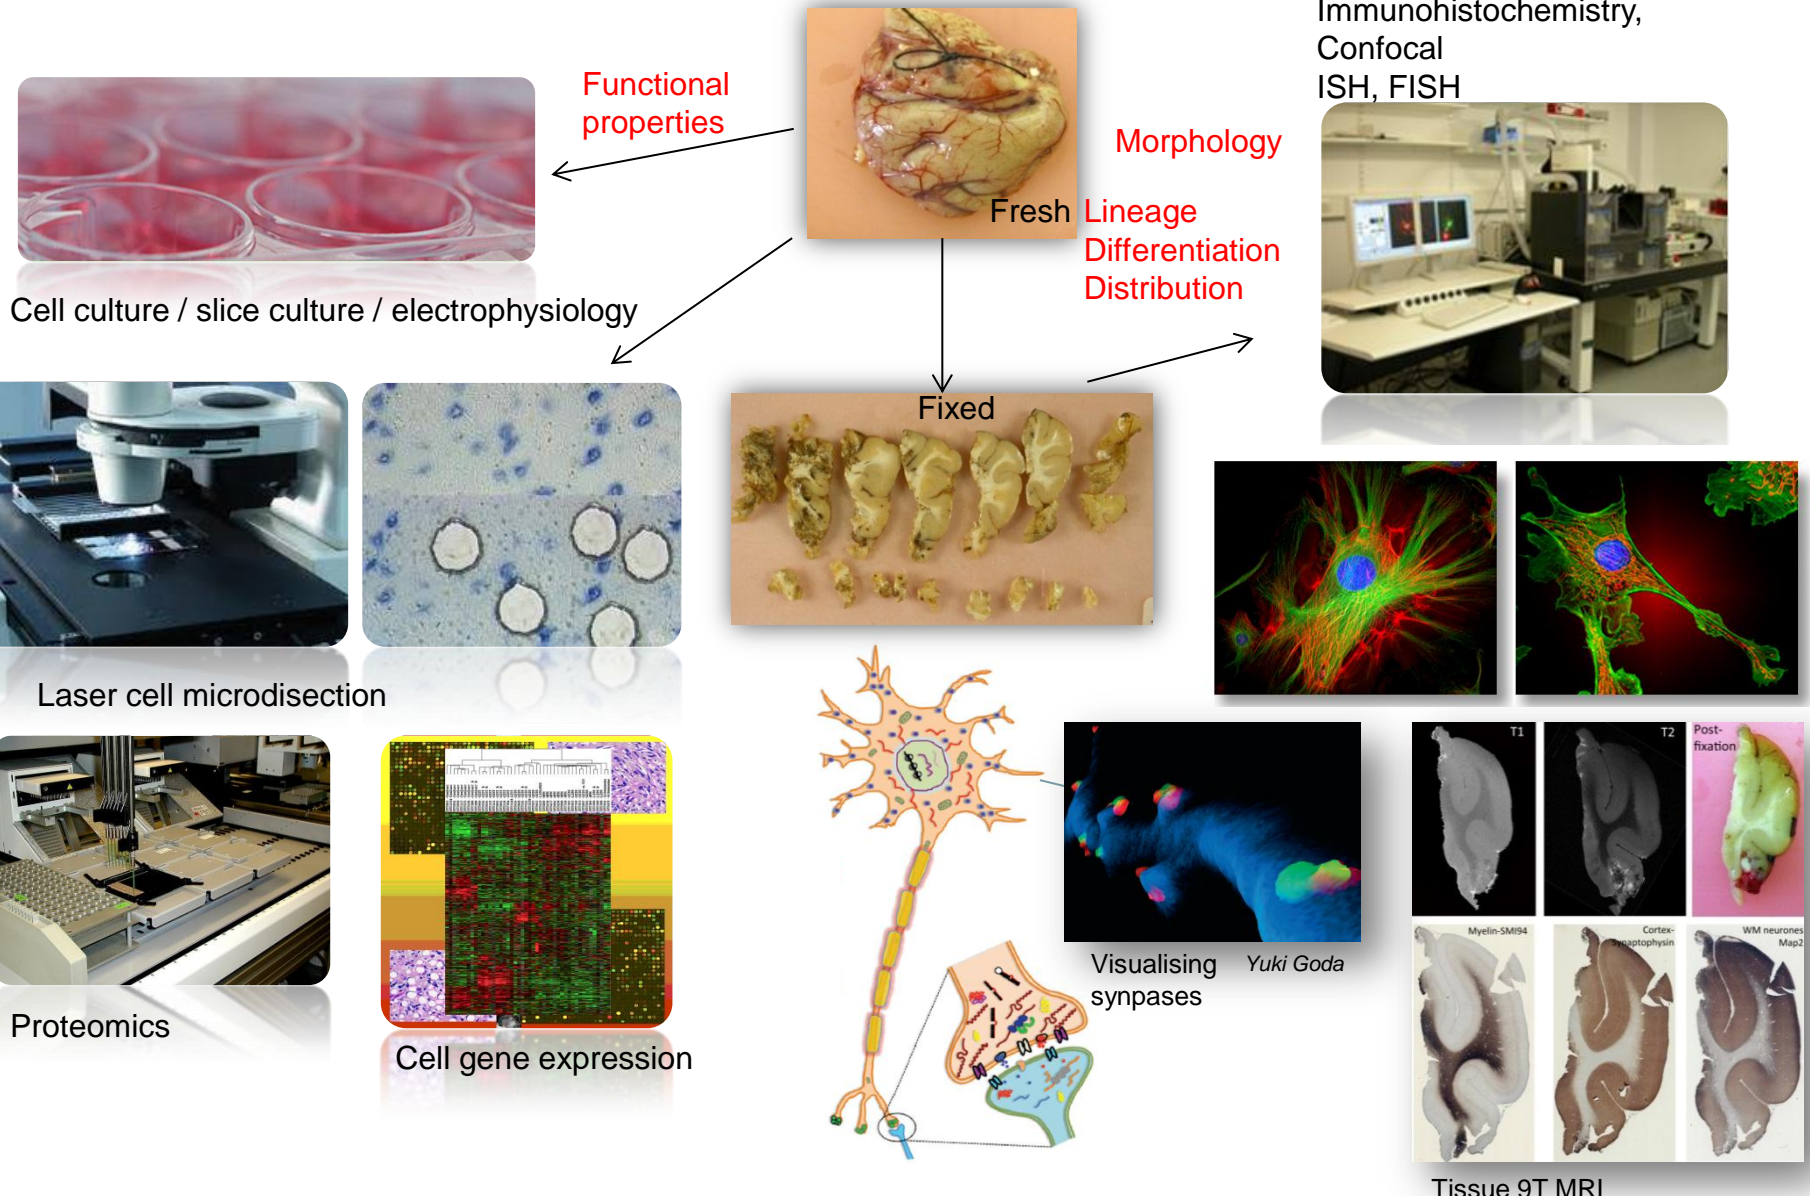 Immunohistochemistry,
Confocal
ISH, FISH
Functional
properties
Morphology
Fresh
Lineage
Differentiation
Distribution
Cell culture / slice culture / electrophysiology
Fixed
Laser cell microdisection
T1
T2
Post-
fixation
Myelin-SMI94
Cortex-
Synaptophysin
WM neurones
Map2
Visualising
synpases
Yuki Goda
Proteomics
Cell gene expression
Tissue 9T MRI